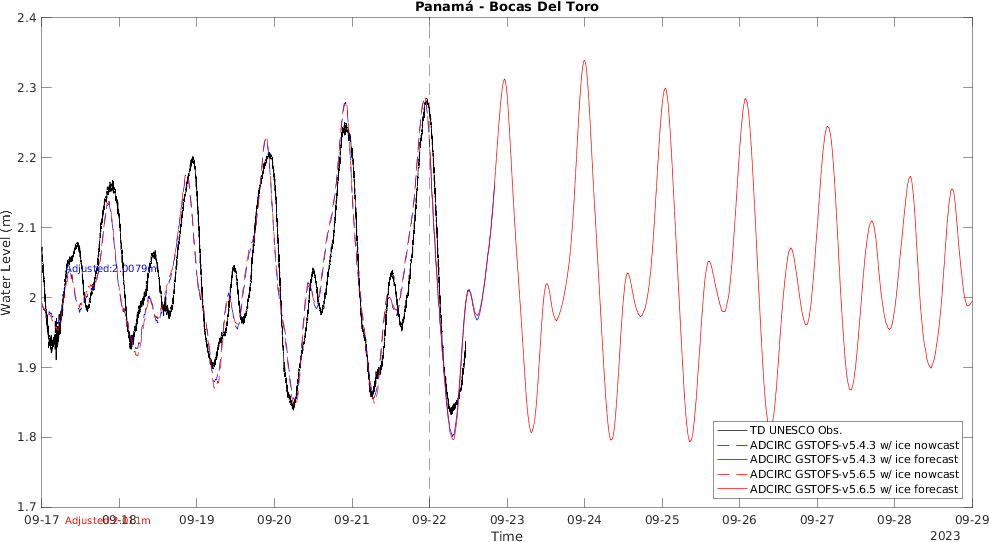 Panamá - Bocas Del Toro
2.4
2.3
2.2
2.1
2
1.9
1.8
1.7
Water Level (m)
Adjusted:2.0079m
TD UNESCO Obs.
ADCIRC GSTOFS-v5.4.3 w/ ice nowcast
ADCIRC GSTOFS-v5.4.3 w/ ice forecast
ADCIRC GSTOFS-v5.6.5 w/ ice nowcast
ADCIRC GSTOFS-v5.6.5 w/ ice forecast
09-17 09-18 09-19 09-20 09-21 09-22 09-23 09-24 09-25 09-26 09-27 09-28 09-29
Time
2023